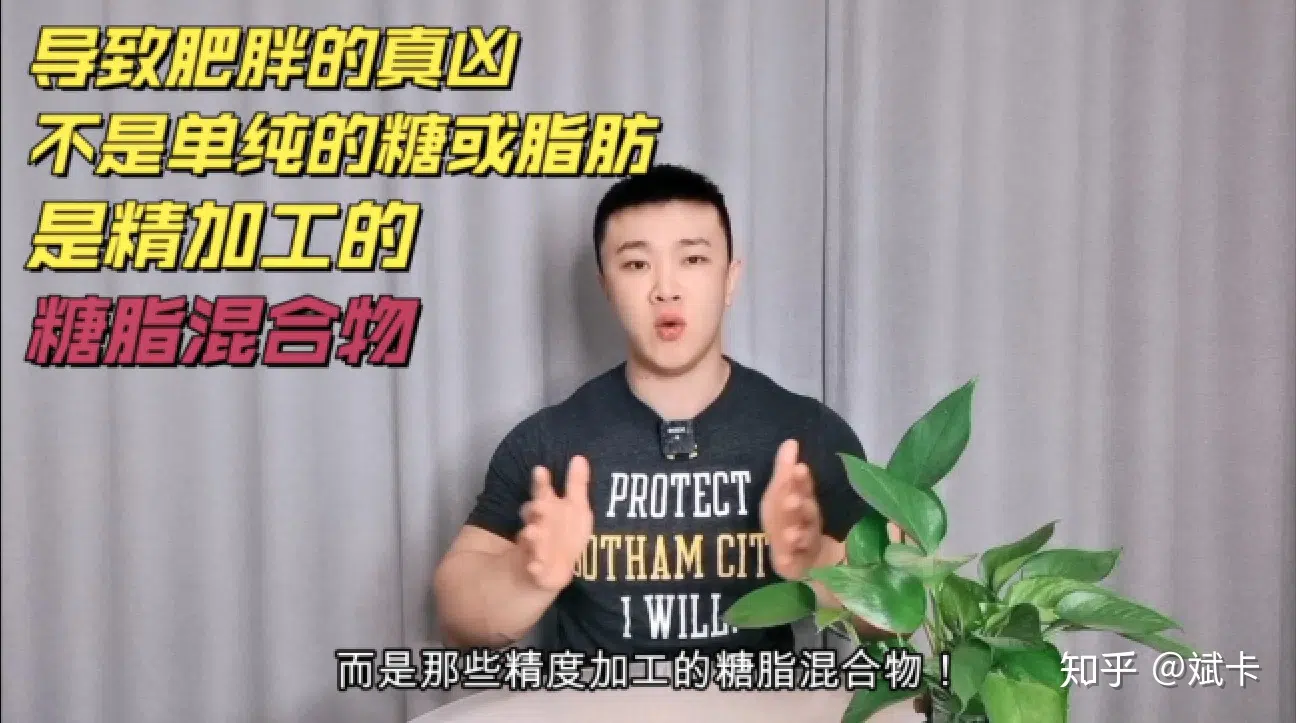 导致肥胖的真凶
不是单纯的糖或脂肪
是精加工的
糖脂混合物
PROTECT
GOTHAM CIT
I WILL.
而是那些精度加工的糖脂混合物！
知乎 @斌卡